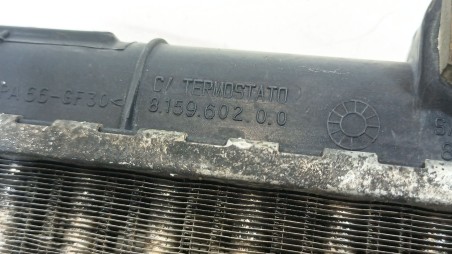 PA 66-GF30<
C/ TERMOSTATO
8.159.602.0.0